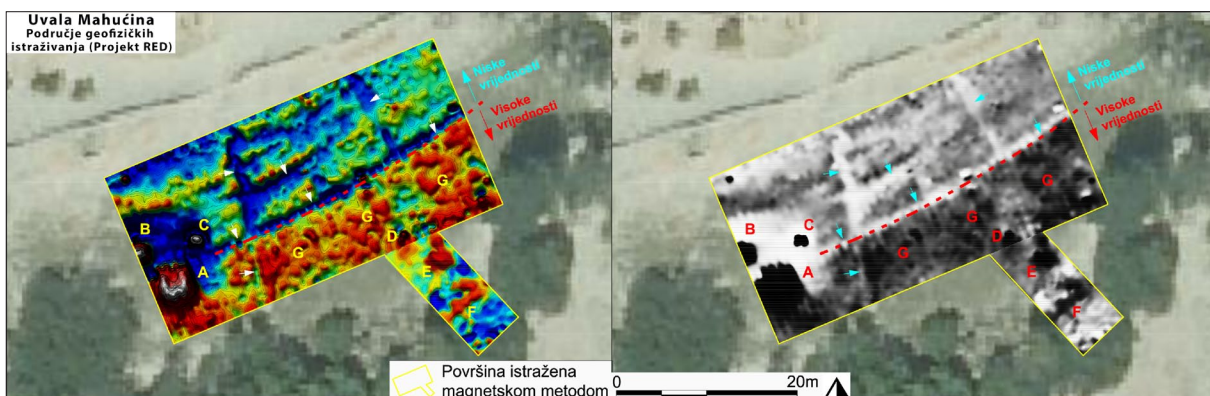 Uvala Mahućina
Područje geofizičkih
istraživanja (Projekt RED)
Niske
vrijednosti
Visoke
vrijednosti
B
C
A
G
G
G
D
E
F
Niske
vrijednosti
Visoke
vrijednosti
B
C
A
G
G
G
D
E
F
Površina istražena
magnetskom metodom
0 20m